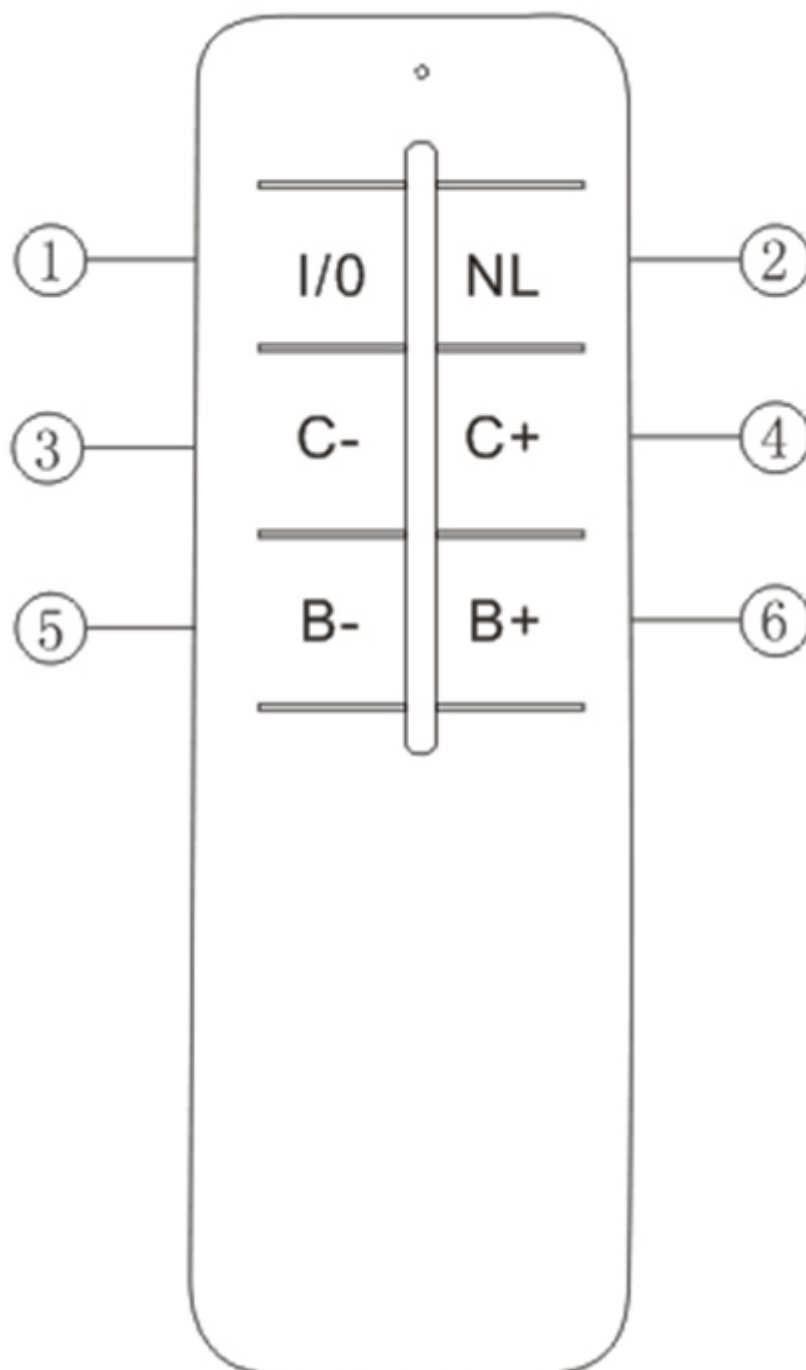 ① I/0 NL ②
③ C- C+ ④
⑤ B- B+ ⑥